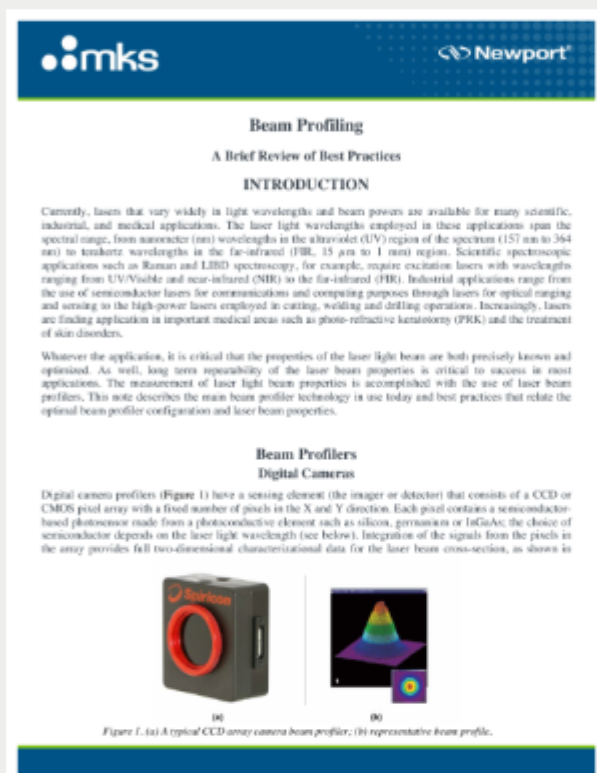 mks
Newport
Beam Profiling
A Brief Review of Best Practices
INTRODUCTION
Currently, lasers that vary widely in light wavelengths and beam powers are available for many scientific,
industrial, and medical applications. The laser light wavelengths employed in these applications span the
spectral range, from nanometer (nm) wavelengths in the ultraviolet (UV) region of the spectrum (157 nm to 364
nm) to terahertz wavelengths in the far-infrared (FIR, 15 μm to 1 mm) region. Scientific spectroscopic
applications such as Raman and LIBD spectroscopy, for example, require excitation lasers with wavelengths
ranging from UV/Visible and near-infrared (NIR) to the far-infrared (FIR). Industrial applications range from
the use of semiconductor lasers for communications and computing purposes through lasers for optical ranging
and sensing to the high-power lasers employed in cutting, welding and drilling operations. Increasingly, lasers
are finding application in important medical areas such as photo-refractive keratotomy (PRK) and the treatment
of skin disorders.
Whatever the application, it is critical that the properties of the laser light beam are both precisely known and
optimized. As well, long term repeatability of the laser beam properties is critical to success in most
applications. The measurement of laser light beam properties is accomplished with the use of laser beam
profilers. This note describes the main beam profiler technology in use today and best practices that relate the
optimal beam profiler configuration and laser beam properties.
Beam Profilers
Digital Cameras
Digital camera profilers (Figure 1) have a sensing element (the imager or detector) that consists of a CCD or
CMOS pixel array with a fixed number of pixels in the X and Y direction. Each pixel contains a semiconductor-
based photosensor made from a photoconductive element such as silicon, germanium or InGaAs; the choice of
semiconductor depends on the laser light wavelength (see below). Integration of the signals from the pixels in
the array provides full two-dimensional characterizational data for the laser beam cross-section, as shown in
Spiricon
(a) (b)
Figure 1. (a) A typical CCD array camera beam profiler; (b) representative beam profile.